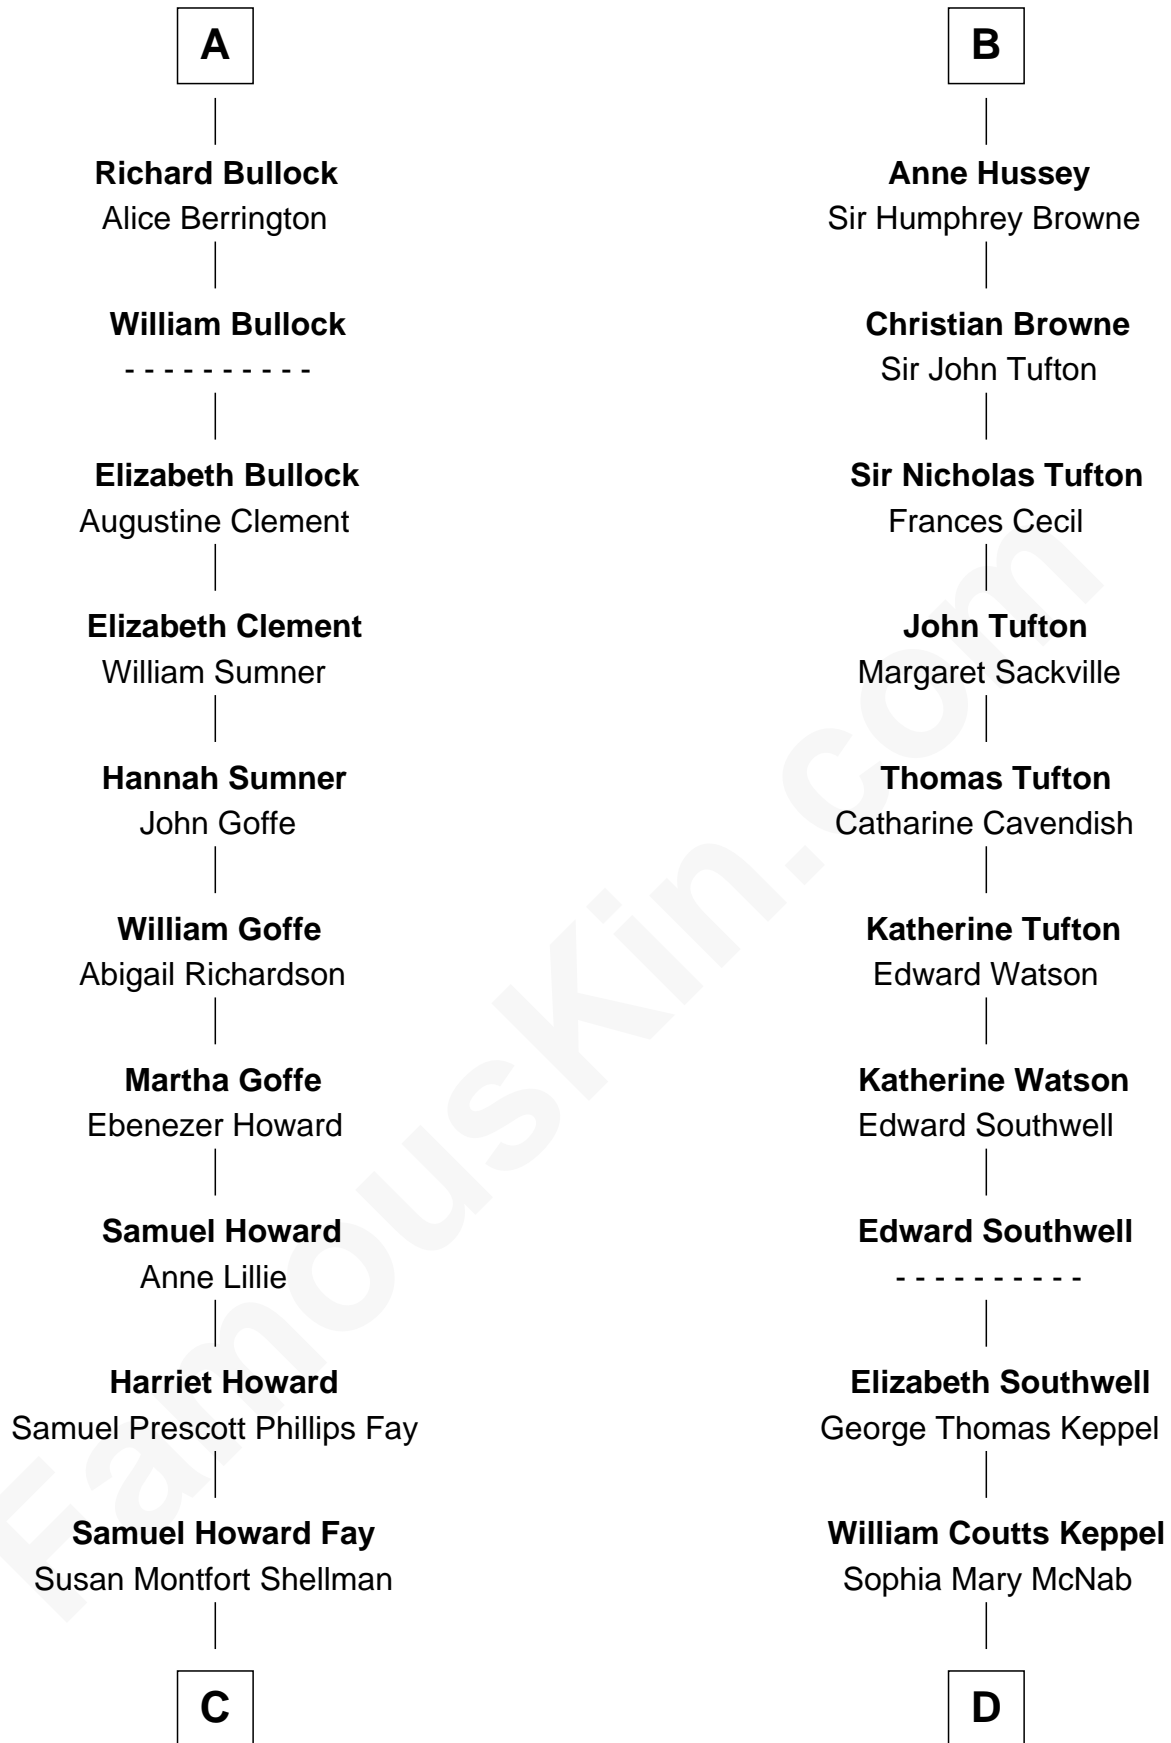 A
Richard Bullock
Alice Berrington
William Bullock
- - - - - - - - - -
Elizabeth Bullock
Augustine Clement
Elizabeth Clement
William Sumner
Hannah Sumner
John Goffe
William Goffe
Abigail Richardson
Martha Goffe
Ebenezer Howard
Samuel Howard
Anne Lillie
Harriet Howard
Samuel Prescott Phillips Fay
Samuel Howard Fay
Susan Montfort Shellman
C
B
Anne Hussey
Sir Humphrey Browne
Christian Browne
Sir John Tufton
Sir Nicholas Tufton
Frances Cecil
John Tufton
Margaret Sackville
Thomas Tufton
Catharine Cavendish
Katherine Tufton
Edward Watson
Katherine Watson
Edward Southwell
Edward Southwell
- - - - - - - - - -
Elizabeth Southwell
George Thomas Keppel
William Coutts Keppel
Sophia Mary McNab
D
FamousKin.com